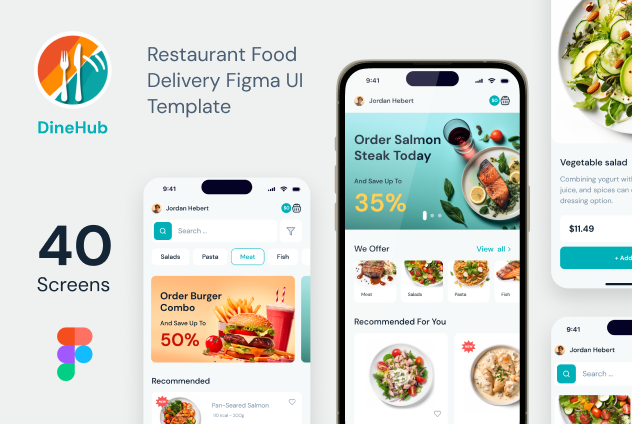 Restaurant Food
Delivery Figma UI
Template
DineHub
40
Screens
9:41
Jordan Hebert
$0
Search ...
Salads
Pasta
Meat
Fish
Order Burger
Combo
And Save Up To
50%
Recommended
Pan-Seared Salmon
9:41
Jordan Hebert
$0
Order Salmon
Steak Today
And Save Up To
35%
We Offer
View all >
Meat
Salads
Pasta
Fish
Recommended For You
Vegetable salad
Combining yogurt wit
juice, and spices can
dressing option.
$11.49
+ Add
9:41
Jordan Hebert
Search ...